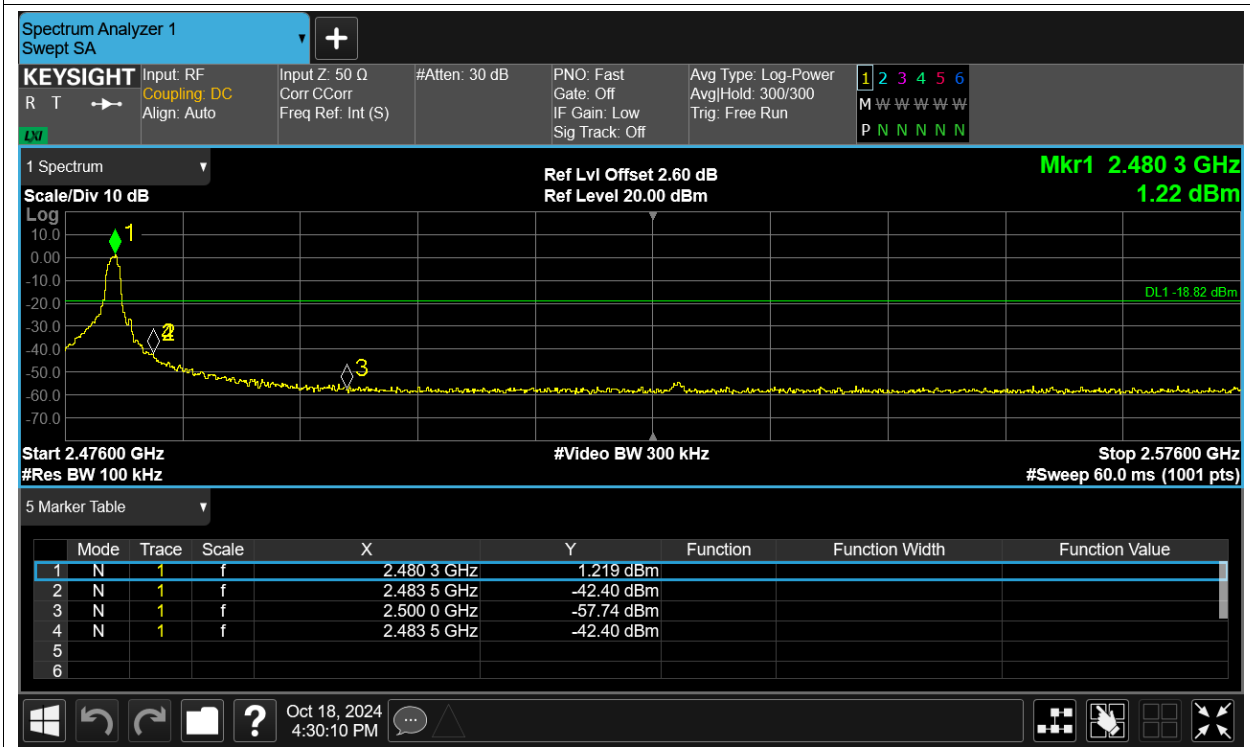 Spectrum Analyzer 1
Swept SA
KEYSIGHT Input: RF Input Z: 50 Ω #Atten: 30 dB PNO: Fast Avg Type: Log-Power 1 2 3 4 5 6
R T Coupling: DC Corr CCorr Gate: Off Avg|Hold: 300/300 M W W W W W
Align: Auto Freq Ref: Int (S) IF Gain: Low Trig: Free Run
LXI Sig Track: Off P N N N N N
1 Spectrum Ref Lvl Offset 2.60 dB Mkr1 2.480 3 GHz
Scale/Div 10 dB Ref Level 20.00 dBm 1.22 dBm
Log
10.0
1
0.00
-10.0
DL1 -18.82 dBm
-20.0
-30.0
-40.0
3
-50.0
-60.0
-70.0
Start 2.47600 GHz #Video BW 300 kHz Stop 2.57600 GHz
#Res BW 100 kHz #Sweep 60.0 ms (1001 pts)
5 Marker Table
Mode Trace Scale X Y Function Function Width Function Value
1 N 1 f 2.480 3 GHz 1.219 dBm
2 N 1 f 2.483 5 GHz -42.40 dBm
3 N 1 f 2.500 0 GHz -57.74 dBm
4 N 1 f 2.483 5 GHz -42.40 dBm
5
6
? Oct 18, 2024
4:30:10 PM